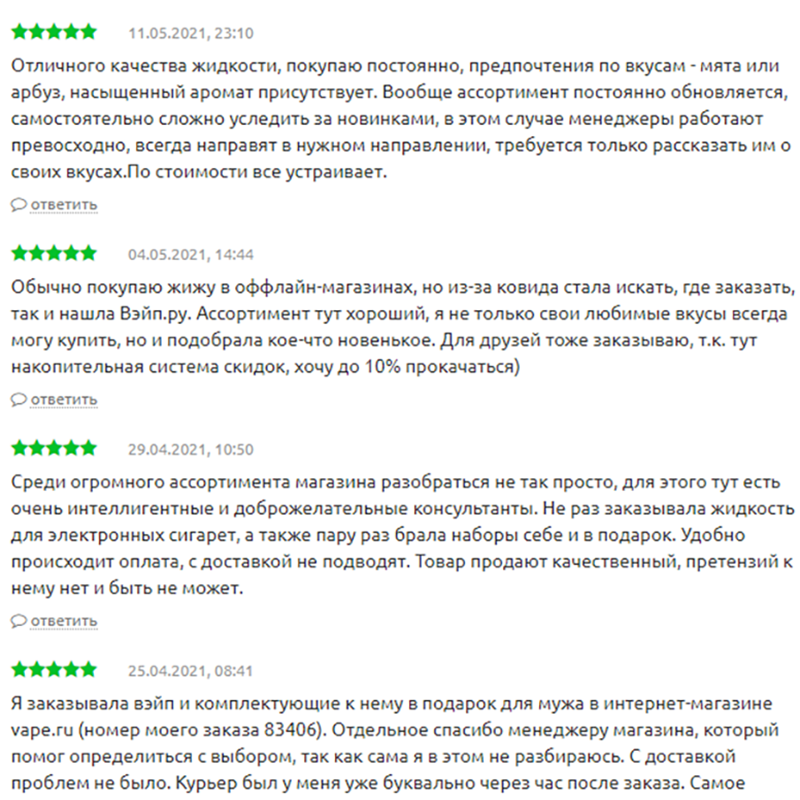 11.05.2021, 23:10
Отличного качества жидкости, покупаю постоянно, предпочтения по вкусам - мята или
арбуз, насыщенный аромат присутствует. Вообще ассортимент постоянно обновляется,
самостоятельно сложно уследить за новинками, в этом случае менеджеры работают
превосходно, всегда направят в нужном направлении, требуется только рассказать им о
своих вкусах.По стоимости все устраивает.
ответить
04.05.2021, 14:44
Обычно покупаю жижу в оффлайн-магазинах, но из-за ковида стала искать, где заказать,
так и нашла Вэйп.ру. Ассортимент тут хороший, я не только свои любимые вкусы всегда
могу купить, но и подобрала кое-что новенькое. Для друзей тоже заказываю, т.к. тут
накопительная система скидок, хочу до 10% прокачаться)
ответить
29.04.2021, 10:50
Среди огромного ассортимента магазина разобраться не так просто, для этого тут есть
очень интеллигентные и доброжелательные консультанты. Не раз заказывала жидкость
для электронных сигарет, а также пару раз брала наборы себе и в подарок. Удобно
происходит оплата, с доставкой не подводят. Товар продают качественный, претензий к
нему нет и быть не может.
ответить
25.04.2021, 08:41
Я заказывала вэйп и комплектующие к нему в подарок для мужа в интернет-магазине
vape.ru (номер моего заказа 83406). Отдельное спасибо менеджеру магазина, который
помог определиться с выбором, так как сама я в этом не разбираюсь. С доставкой
проблем не было. Курьер был у меня уже буквально через час после заказа. Самое